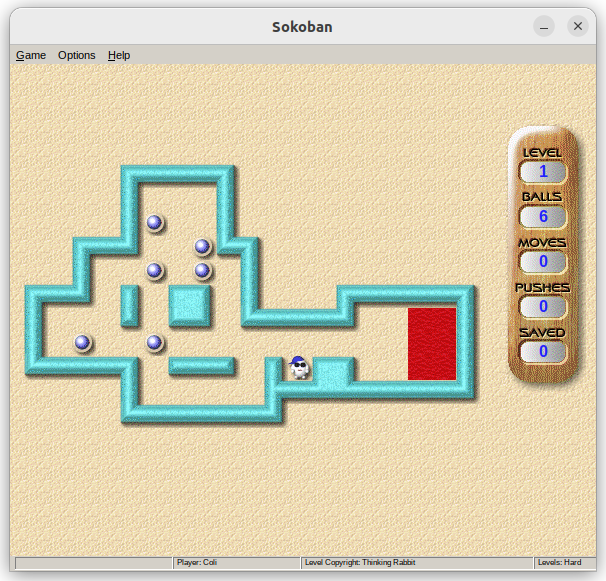 Sokoban
Game Options Help
LEVEL
1
BALLS
6
MOVES
0
PUSHES
0
SAVED
0
Player: Coli
Level Copyright: Thinking Rabbit
Levels: Hard